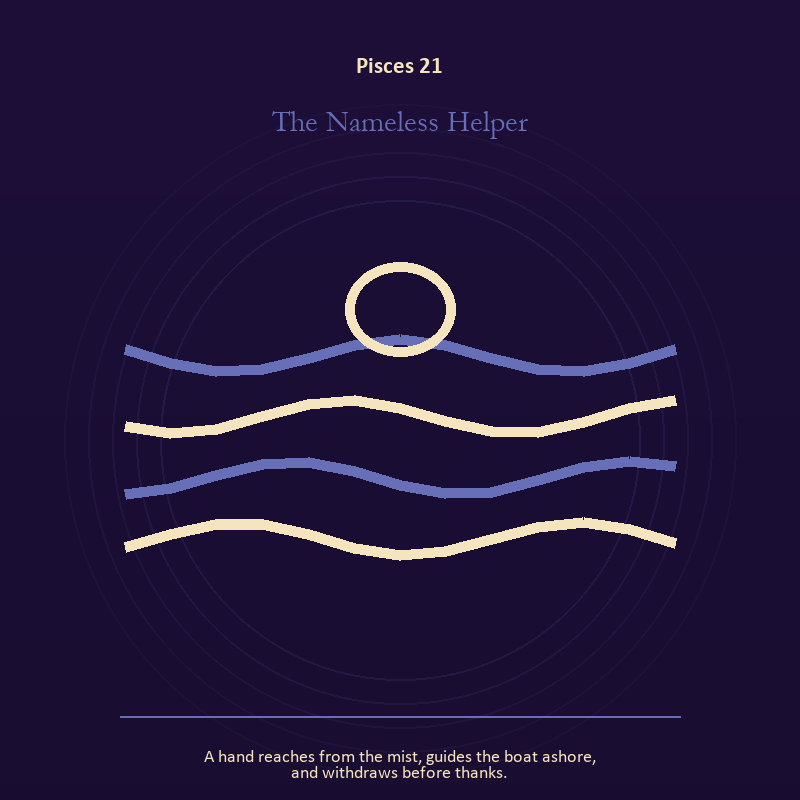 Pisces 21
The Nameless Helper
A hand reaches from the mist, guides the boat ashore,
and withdraws before thanks.